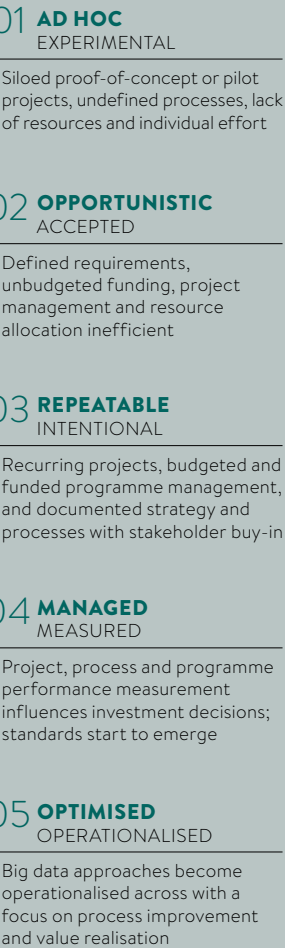 01 AD HOC
EXPERIMENTAL
Siloed proof-of-concept or pilot
projects, undefined processes, lack
of resources and individual effort
02 OPPORTUNISTIC
ACCEPTED
Defined requirements,
unbudgeted funding, project
management and resource
allocation inefficient
03 REPEATABLE
INTENTIONAL
Recurring projects, budgeted and
funded programme management,
and documented strategy and
processes with stakeholder buy-in
04 MANAGED
MEASURED
Project, process and programme
performance measurement
influences investment decisions;
standards start to emerge
05 OPTIMISED
OPERATIONALISED
Big data approaches become
operationalised across with a
focus on process improvement
and value realisation